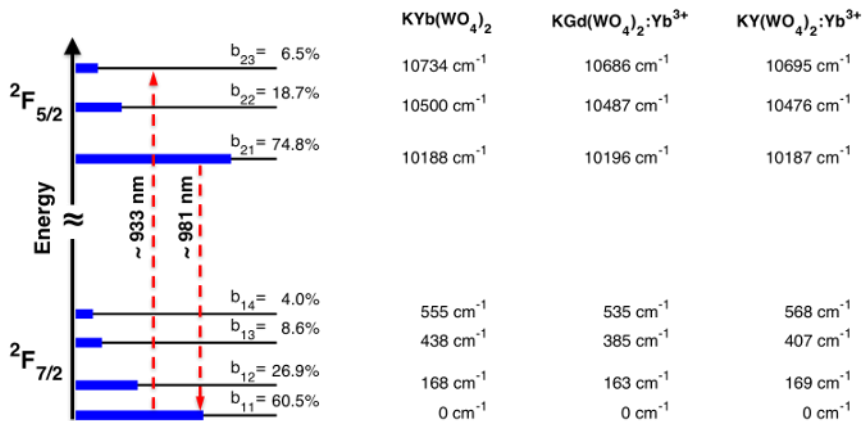 KYb(WO₄)₂ KGd(WO₄)₂:Yb³⁺ KY(WO₄)₂:Yb³⁺
b₂₃= 6.5% 10734 cm⁻¹ 10686 cm⁻¹ 10695 cm⁻¹
²F₅/₂
b₂₂= 18.7% 10500 cm⁻¹ 10487 cm⁻¹ 10476 cm⁻¹
b₂₁= 74.8% 10188 cm⁻¹ 10196 cm⁻¹ 10187 cm⁻¹
Energy
≈
~ 933 nm
~ 981 nm
b₁₄= 4.0% 555 cm⁻¹ 535 cm⁻¹ 568 cm⁻¹
b₁₃= 8.6% 438 cm⁻¹ 385 cm⁻¹ 407 cm⁻¹
²F₇/₂
b₁₂= 26.9% 168 cm⁻¹ 163 cm⁻¹ 169 cm⁻¹
b₁₁= 60.5% 0 cm⁻¹ 0 cm⁻¹ 0 cm⁻¹